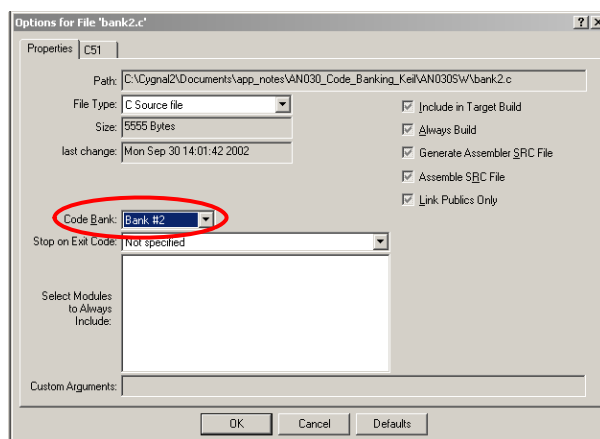 Options for File 'bank2.c'
Properties C51
Path: C:\Cygnal2\Documents\app_notes\AN030_Code_Banking_Keil\AN030SW\bank2.c
File Type: C Source file
Include in Target Build
Size: 5555 Bytes
Always Build
last change: Mon Sep 30 14:01:42 2002
Generate Assembler SRC File
Assemble SRC File
Link Publics Only
Code Bank: Bank #2
Stop on Exit Code: Not specified
Select Modules
to Always
Include:
Custom Arguments:
OK Cancel Defaults